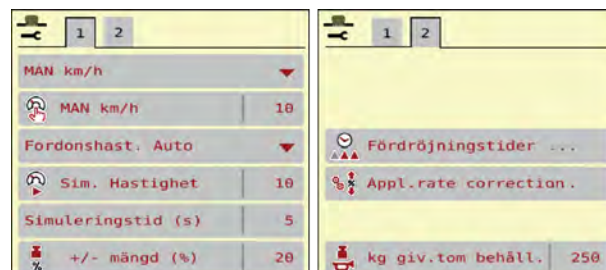 1 2
MAN km/h
MAN km/h 10
Fordonshast. Auto
Sim. Hastighet 10
Simuleringstid (s) 5
+/- mängd (%) 20
1 2
Fördröjningstider ...
Appl.rate correction.
kg giv.tom behåll. 250